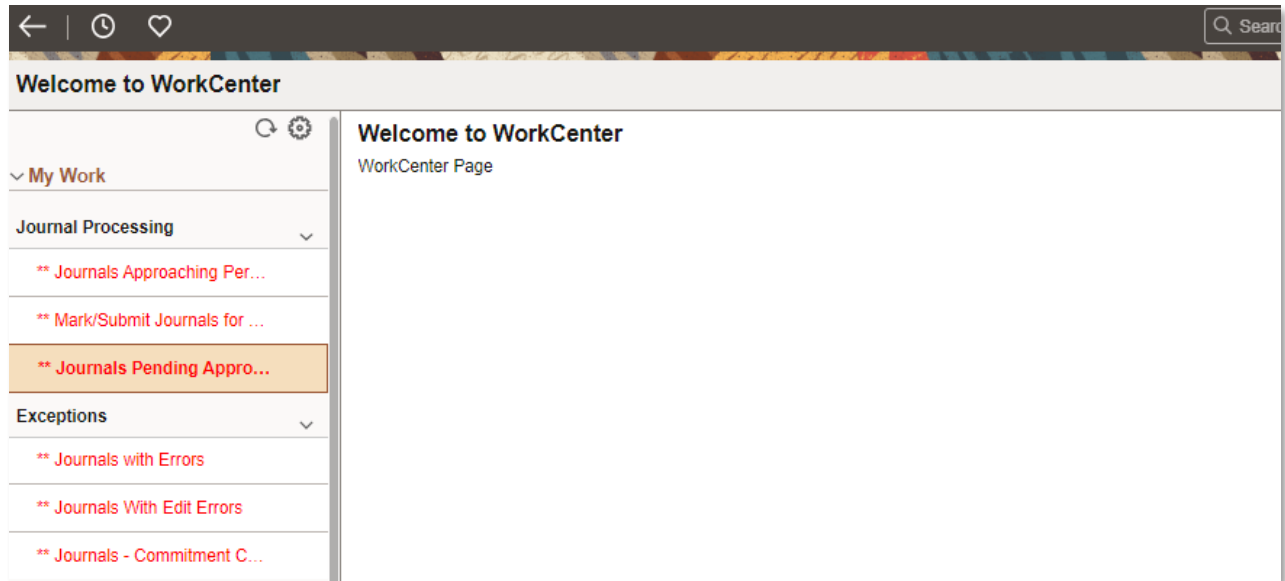 Searc
Welcome to WorkCenter
My Work
Journal Processing
** Journals Approaching Per...
** Mark/Submit Journals for ...
** Journals Pending Appro...
Exceptions
** Journals with Errors
** Journals With Edit Errors
** Journals - Commitment C...
Welcome to WorkCenter
WorkCenter Page